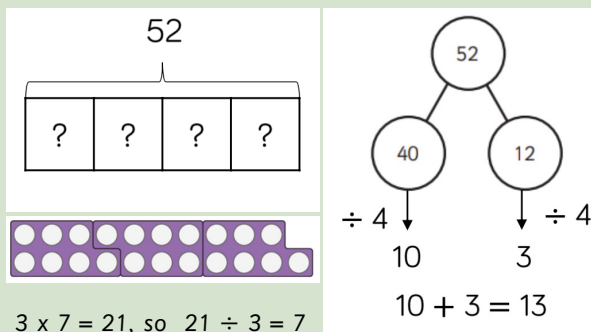 52
? ? ? ?
3 x 7 = 21, so 21 ÷ 3 = 7
52
40 12
÷ 4 ÷ 4
10 3
10 + 3 = 13